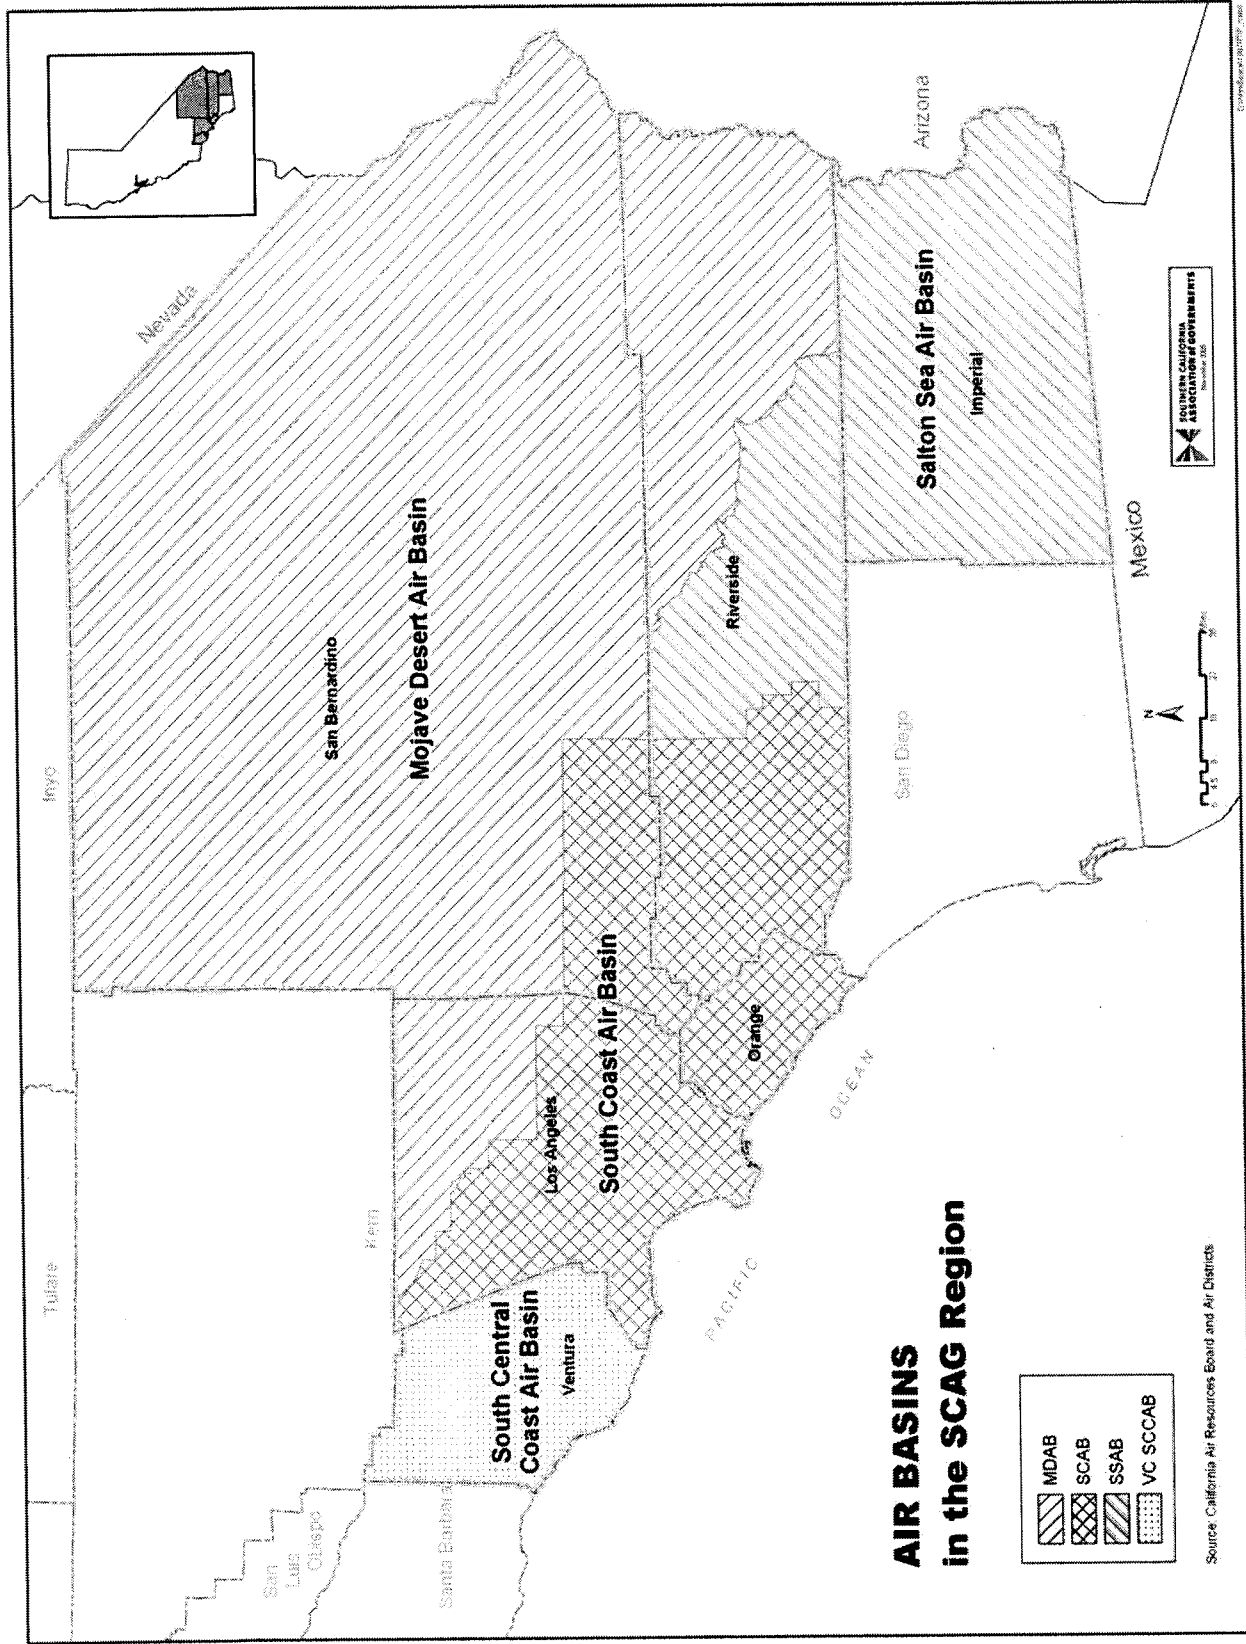 AIR BASINS
in the SCAG Region
Tulare
Inyo
Nevada
Kern
San
Luis
Obispo
Santa Barbara
San Bernardino
Mojave Desert Air Basin
South Central
Coast Air Basin
Ventura
Los Angeles
South Coast Air Basin
Orange
Riverside
Arizona
Salton Sea Air Basin
Imperial
San Diego
Mexico
PACIFIC
OCEAN
MDAB
SCAB
SSAB
VC SCCAB
Source: California Air Resources Board and Air Districts
N
Miles
SOUTHERN CALIFORNIA
ASSOCIATION of GOVERNMENTS